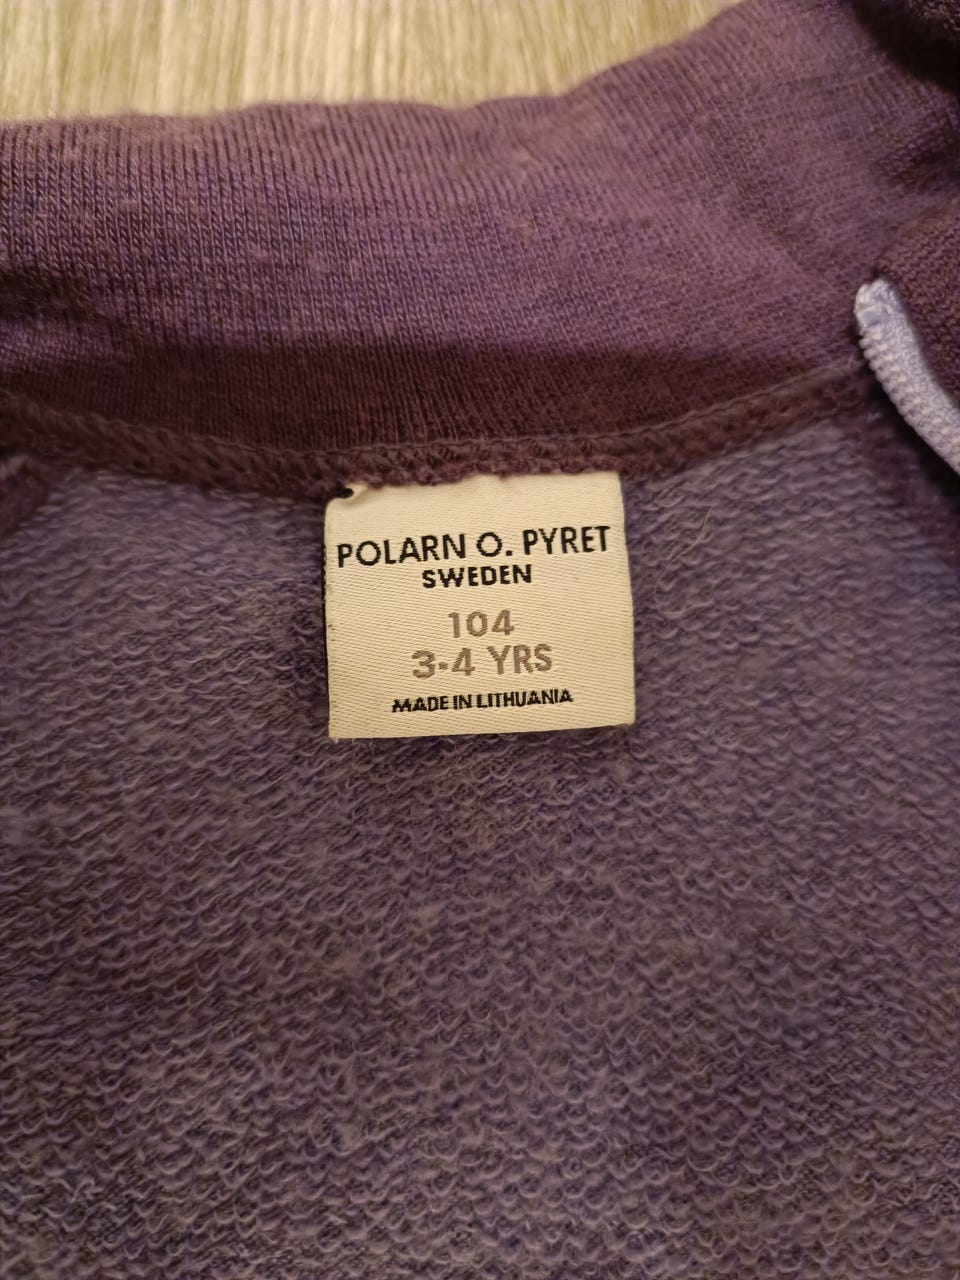 POLARN O. PYRET
SWEDEN
104
3-4 YRS
MADE IN LITHUANIA